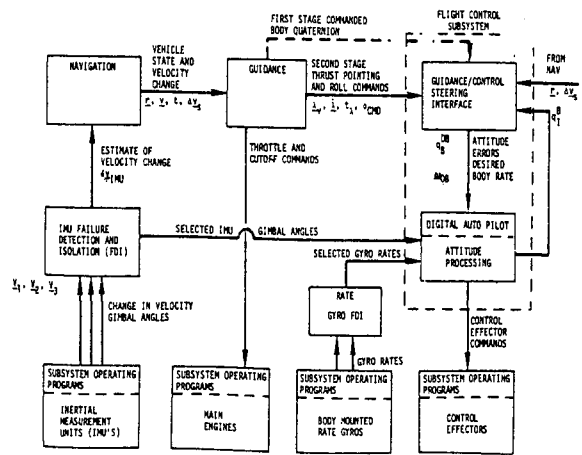 FIRST STAGE COMMANDED
BODY QUATERNION
FLIGHT CONTROL
SUBSYSTEM
VEHICLE
STATE AND
VELOCITY
CHANGE
NAVIGATION
GUIDANCE
SECOND STAGE
THRUST POINTING
AND ROLL COMMANDS
GUIDANCE/CONTROL
STEERING
INTERFACE
FROM
NAV
r, v, t, Δv_S
r, Δv_S
ESTIMATE OF
VELOCITY CHANGE
THROTTLE AND
CUTOFF COMMANDS
ATTITUDE
ERRORS
DESIRED
BODY RATE
IMU FAILURE
DETECTION AND
ISOLATION (FDI)
SELECTED IMU GIMBAL ANGLES
DIGITAL AUTO PILOT
ATTITUDE
PROCESSING
SELECTED GYRO RATES
V1, V2, V3
CHANGE IN VELOCITY
GIMBAL ANGLES
RATE
GYRO FDI
CONTROL
EFFECTOR
COMMANDS
GYRO RATES
SUBSYSTEM OPERATING
PROGRAMS
INERTIAL
MEASUREMENT
UNITS (IMU'S)
SUBSYSTEM OPERATING
PROGRAMS
MAIN
ENGINES
SUBSYSTEM OPERATING
PROGRAMS
BODY MOUNTED
RATE GYROS
SUBSYSTEM OPERATING
PROGRAMS
CONTROL
EFFECTORS